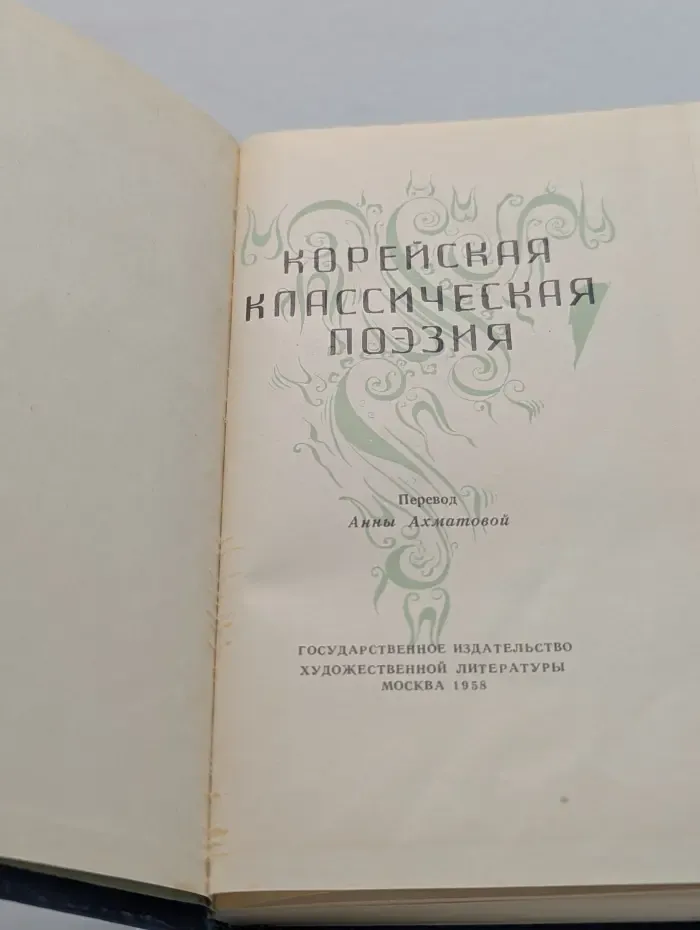 КОРЕЙСКАЯ
КЛАССИЧЕСКАЯ
ПОЭЗИЯ
Перевод
Анны Ахматовой
ГОСУДАРСТВЕННОЕ ИЗДАТЕЛЬСТВО
ХУДОЖЕСТВЕННОЙ ЛИТЕРАТУРЫ
МОСКВА 1958